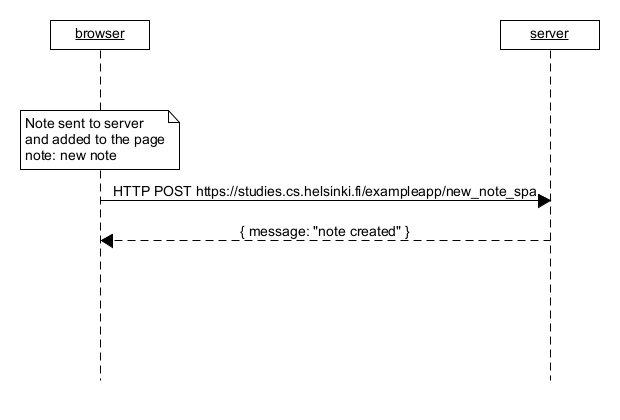 browser
server
Note sent to server
and added to the page
note: new note
HTTP POST https://studies.cs.helsinki.fi/exampleapp/new_note_spa
{ message: "note created" }